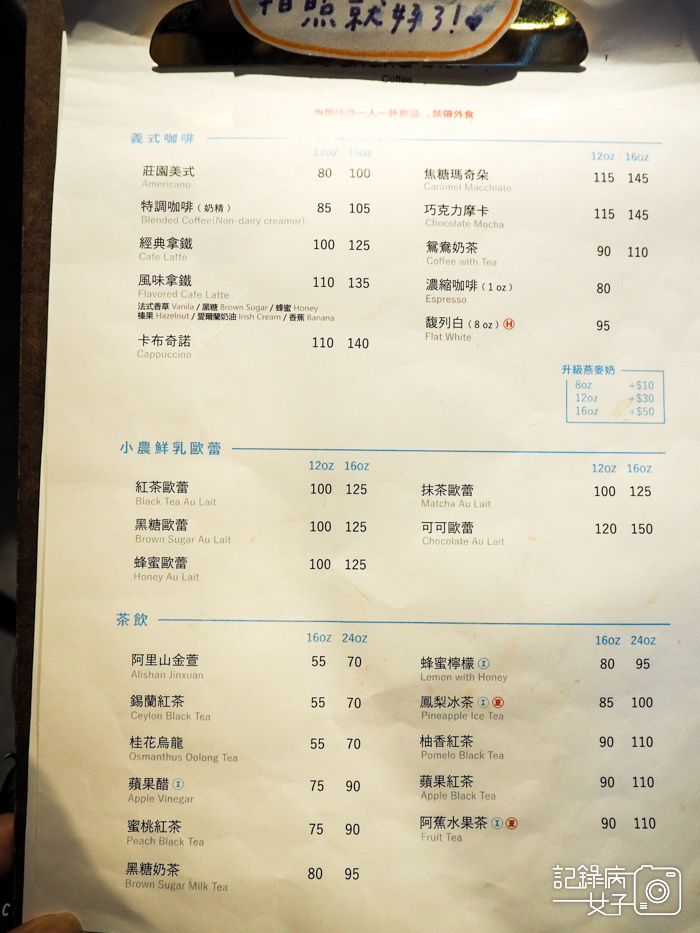 拍照就好了!
Coffee
一人一杯飲品，禁帶外食
義式咖啡
12oz 16oz
莊園美式 80 100
Americano
特調咖啡（奶精） 85 105
Blended Coffee(Non-dairy creamer)
經典拿鐵 100 125
Cafe Latte
風味拿鐵 110 135
Flavored Cafe Latte
法式香草 Vanila / 黑糖 Brown Sugar / 蜂蜜 Honey
榛果 Hazelnut / 愛爾蘭奶油 Irish Cream / 香蕉 Banana
卡布奇諾 110 140
Cappuccino
12oz 16oz
焦糖瑪奇朵 115 145
Caramel Macchiato
巧克力摩卡 115 145
Chocolate Mocha
鴛鴦奶茶 90 110
Coffee with Tea
濃縮咖啡（1 oz） 80
Espresso
馥列白（8 oz） H 95
Flat White
升級燕麥奶
8oz +$10
12oz +$30
16oz +$50
小農鮮乳歐蕾
12oz 16oz
紅茶歐蕾 100 125
Black Tea Au Lait
黑糖歐蕾 100 125
Brown Sugar Au Lait
蜂蜜歐蕾 100 125
Honey Au Lait
12oz 16oz
抹茶歐蕾 100 125
Matcha Au Lait
可可歐蕾 120 150
Chocolate Au Lait
茶飲
16oz 24oz
阿里山金萱 55 70
Alishan Jinxuan
錫蘭紅茶 55 70
Ceylon Black Tea
桂花烏龍 55 70
Osmanthus Oolong Tea
蘋果醋 I 75 90
Apple Vinegar
蜜桃紅茶 75 90
Peach Black Tea
黑糖奶茶 80 95
Brown Sugar Milk Tea
16oz 24oz
蜂蜜檸檬 I 80 95
Lemon with Honey
鳳梨冰茶 I 夏 85 100
Pineapple Ice Tea
柚香紅茶 90 110
Pomelo Black Tea
蘋果紅茶 90 110
Apple Black Tea
阿蕉水果茶 I 夏 90 110
Fruit Tea
記錄病
女子